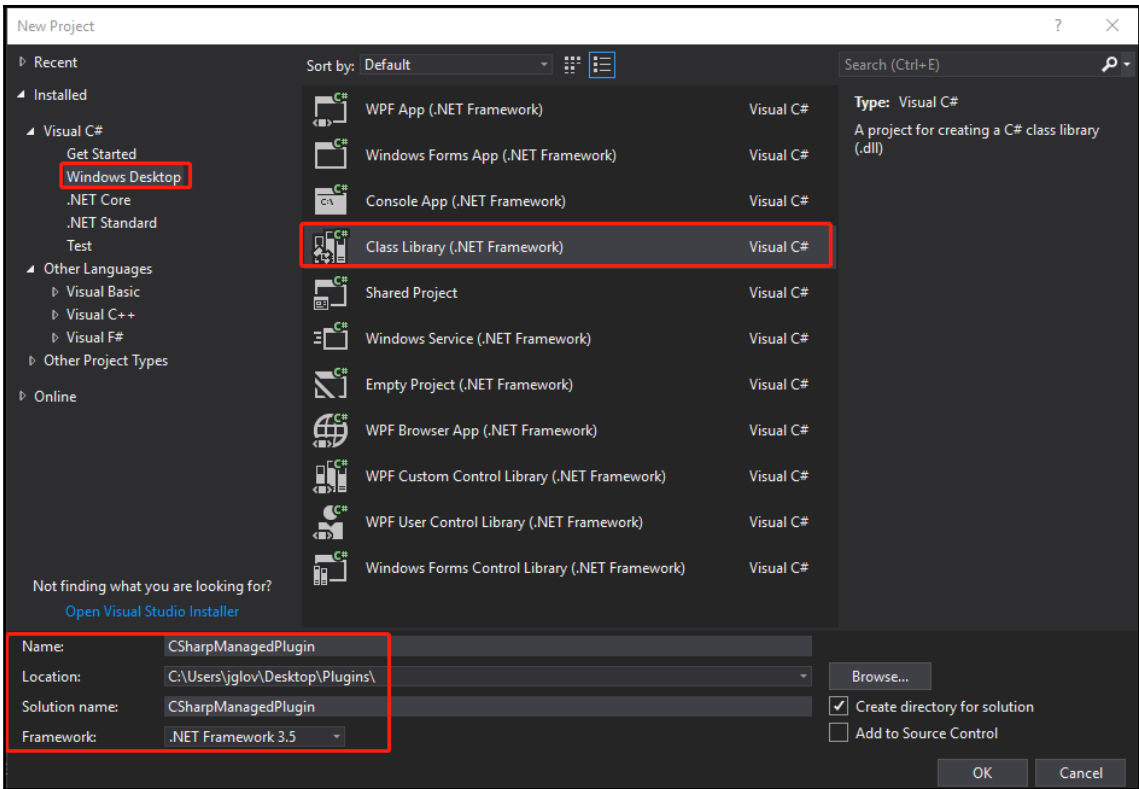 New Project
Recent
Installed
Visual C#
Get Started
Windows Desktop
.NET Core
.NET Standard
Test
Other Languages
Visual Basic
Visual C++
Visual F#
Other Project Types
Online
Not finding what you are looking for?
Open Visual Studio Installer
Sort by: Default
WPF App (.NET Framework) Visual C#
Windows Forms App (.NET Framework) Visual C#
Console App (.NET Framework) Visual C#
Class Library (.NET Framework) Visual C#
Shared Project Visual C#
Windows Service (.NET Framework) Visual C#
Empty Project (.NET Framework) Visual C#
WPF Browser App (.NET Framework) Visual C#
WPF Custom Control Library (.NET Framework) Visual C#
WPF User Control Library (.NET Framework) Visual C#
Windows Forms Control Library (.NET Framework) Visual C#
Search (Ctrl+E)
Type: Visual C#
A project for creating a C# class library
(.dll)
Name: CSharpManagedPlugin
Location: C:\Users\jglov\Desktop\Plugins\
Solution name: CSharpManagedPlugin
Framework: .NET Framework 3.5
Browse...
Create directory for solution
Add to Source Control
OK Cancel